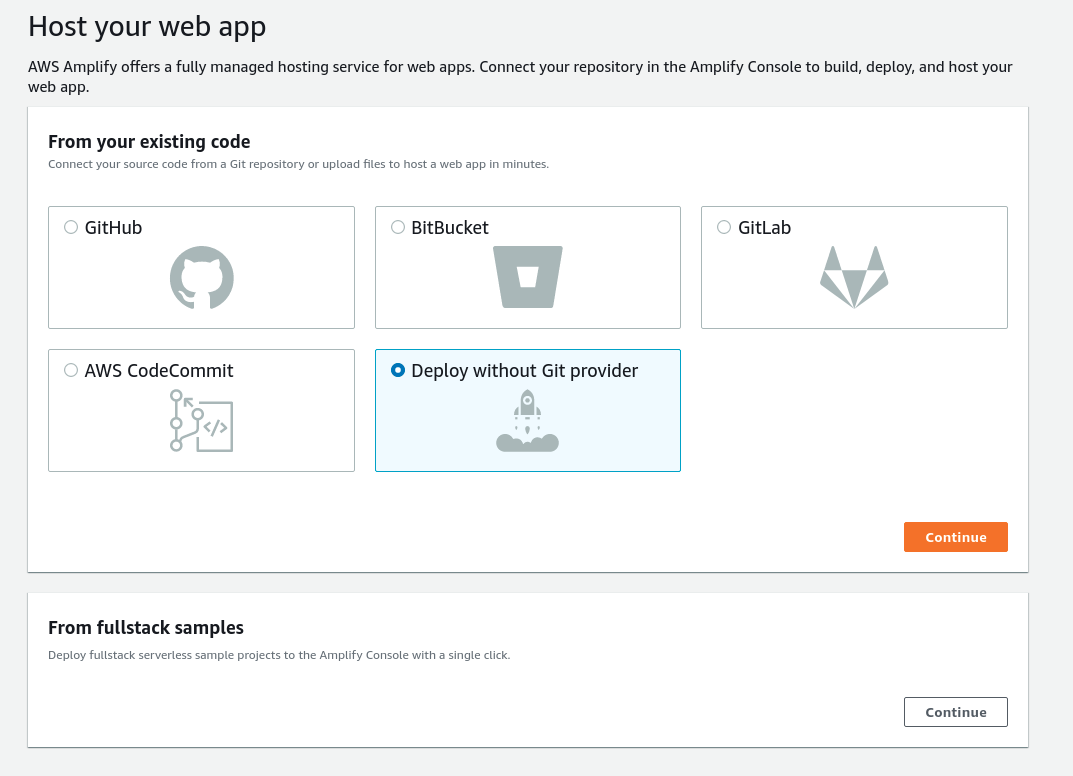 Host your web app
AWS Amplify offers a fully managed hosting service for web apps. Connect your repository in the Amplify Console to build, deploy, and host your
web app.
From your existing code
Connect your source code from a Git repository or upload files to host a web app in minutes.
GitHub
BitBucket
GitLab
AWS CodeCommit
</>
Deploy without Git provider
Continue
From fullstack samples
Deploy fullstack serverless sample projects to the Amplify Console with a single click.
Continue